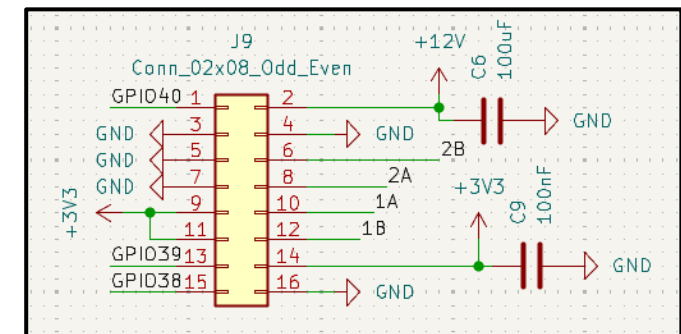 J9
Conn_02x08_Odd_Even
+12V
C6
100uF
GPIO40 1 2
GND 3 4 GND
GND
GND 5 6 2B
GND 7 8 2A
+3V3
+3V3
9 10 1A
C9
100nF
11 12 1B
GPIO39 13 14
GND
GPIO38 15 16 GND